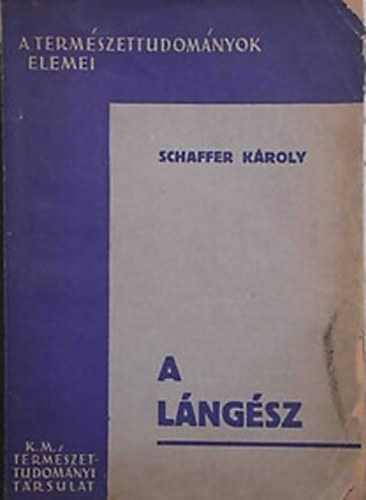 A TERMÉSZETTUDOMÁNYOK
ELEMEI
SCHAFFER KÁROLY
A
LÁNGÉSZ
K.M.
TERMÉSZET-
TUDOMÁNYI
TÁRSULAT